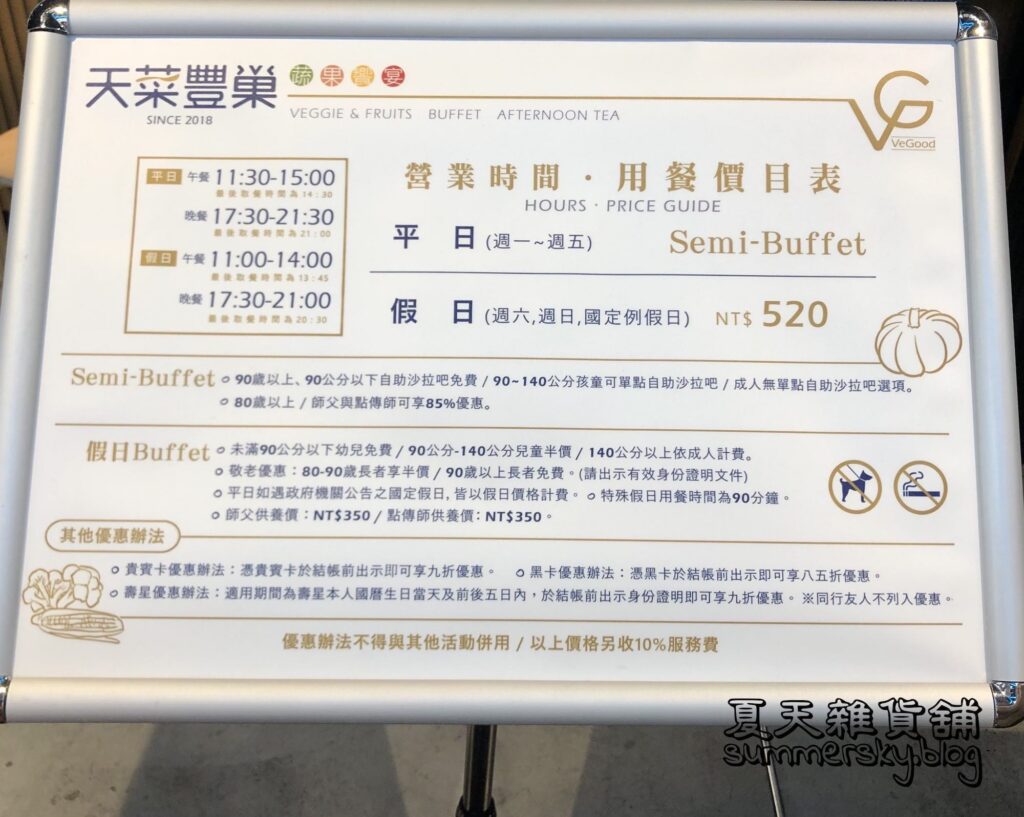 天菜豐巢 蔬果饗宴
SINCE 2018
VEGGIE & FRUITS BUFFET AFTERNOON TEA
VG
VeGood
平日 午餐 11:30-15:00
最後取餐時間為14:30
晚餐 17:30-21:30
最後取餐時間為21:00
假日 午餐 11:00-14:00
最後取餐時間為13:45
晚餐 17:30-21:00
最後取餐時間為20:30
營業時間・用餐價目表
HOURS · PRICE GUIDE
平 日 (週一~週五) Semi-Buffet
假 日 (週六,週日,國定例假日) NT$ 520
Semi-Buffet
90歲以上、90公分以下自助沙拉吧免費 / 90~140公分孩童可單點自助沙拉吧 / 成人無單點自助沙拉吧選項。
80歲以上 / 師父與點傳師可享85%優惠。
假日Buffet
未滿90公分以下幼兒免費 / 90公分-140公分兒童半價 / 140公分以上依成人計費。
敬老優惠：80-90歲長者享半價 / 90歲以上長者免費。(請出示有效身份證明文件)
平日如遇政府機關公告之國定假日, 皆以假日價格計費。 特殊假日用餐時間為90分鐘。
師父供養價：NT$350 / 點傳師供養價：NT$350。
其他優惠辦法
貴賓卡優惠辦法：憑貴賓卡於結帳前出示即可享九折優惠。 黑卡優惠辦法：憑黑卡於結帳前出示即可享八五折優惠。
壽星優惠辦法：適用期間為壽星本人國曆生日當天及前後五日內，於結帳前出示身份證明即可享九折優惠。 ※同行友人不列入優惠。
優惠辦法不得與其他活動併用 / 以上價格另收10%服務費
夏天雜貨舖
summersky.blog